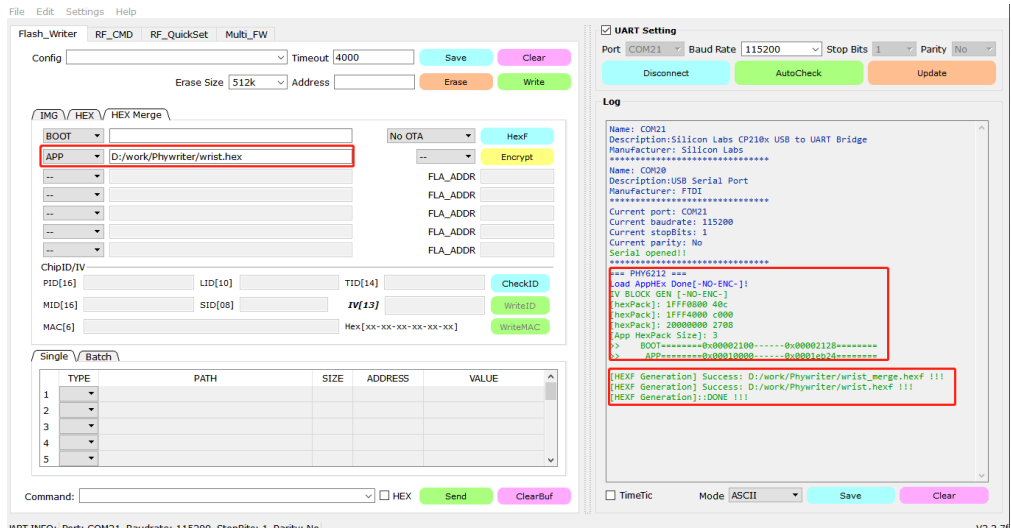 File Edit Settings Help
Flash_Writer RF_CMD RF_QuickSet Multi_FW
Config Timeout 4000 Save Clear
Erase Size 512k Address Erase Write
IMG HEX HEX Merge
BOOT No OTA HexF
APP D:/work/Phywriter/wrist.hex -- Encrypt
-- FLA_ADDR
-- FLA_ADDR
-- FLA_ADDR
-- FLA_ADDR
-- FLA_ADDR
ChipID/IV
PID[16] LID[10] TID[14] CheckID
MID[16] SID[08] IV[13] WriteID
MAC[6] Hex[xx-xx-xx-xx-xx-xx] WriteMAC
Single Batch
TYPE PATH SIZE ADDRESS VALUE
1
2
3
4
5
Command: HEX Send ClearBuf
UART Setting
Port COM21 Baud Rate 115200 Stop Bits 1 Parity No
Disconnect AutoCheck Update
Log
Name: COM21
Description:Silicon Labs CP210x USB to UART Bridge
Manufacturer: Silicon Labs
*******************************
Name: COM20
Description:USB Serial Port
Manufacturer: FTDI
*******************************
Current port: COM21
Current baudrate: 115200
Current stopBits: 1
Current parity: No
Serial opened!!
*******************************
=== PHY6212 ===
Load AppHEx Done[-NO-ENC-]!
IV BLOCK GEN [-NO-ENC-]
[hexPack]: 1FFF0800 40c
[hexPack]: 1FFF4000 c000
[hexPack]: 20000000 2708
[App HexPack Size]: 3
>> BOOT========0x00002100------0x00002128========
>> APP========0x00010000------0x0001eb24========
[HEXF Generation] Success: D:/work/Phywriter/wrist_merge.hexf !!!
[HEXF Generation] Success: D:/work/Phywriter/wrist.hexf !!!
[HEXF Generation]::DONE !!!
TimeTic Mode ASCII Save Clear